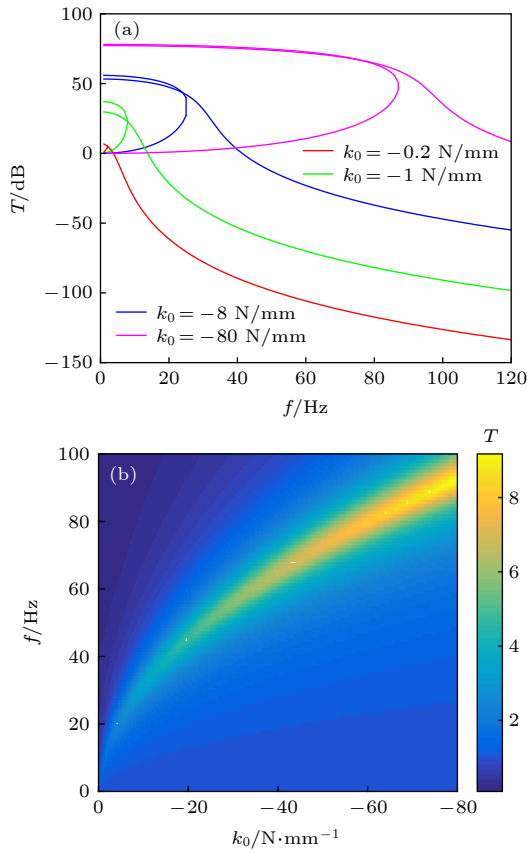 (a)
100
50
0
−50
−100
−150
T/dB
k₀=−0.2 N/mm
k₀=−1 N/mm
k₀=−8 N/mm
k₀=−80 N/mm
0 20 40 60 80 100 120
f/Hz
(b)
T
100
80
60
40
20
0
f/Hz
8
6
4
2
0 −20 −40 −60 −80
k₀/N·mm⁻¹